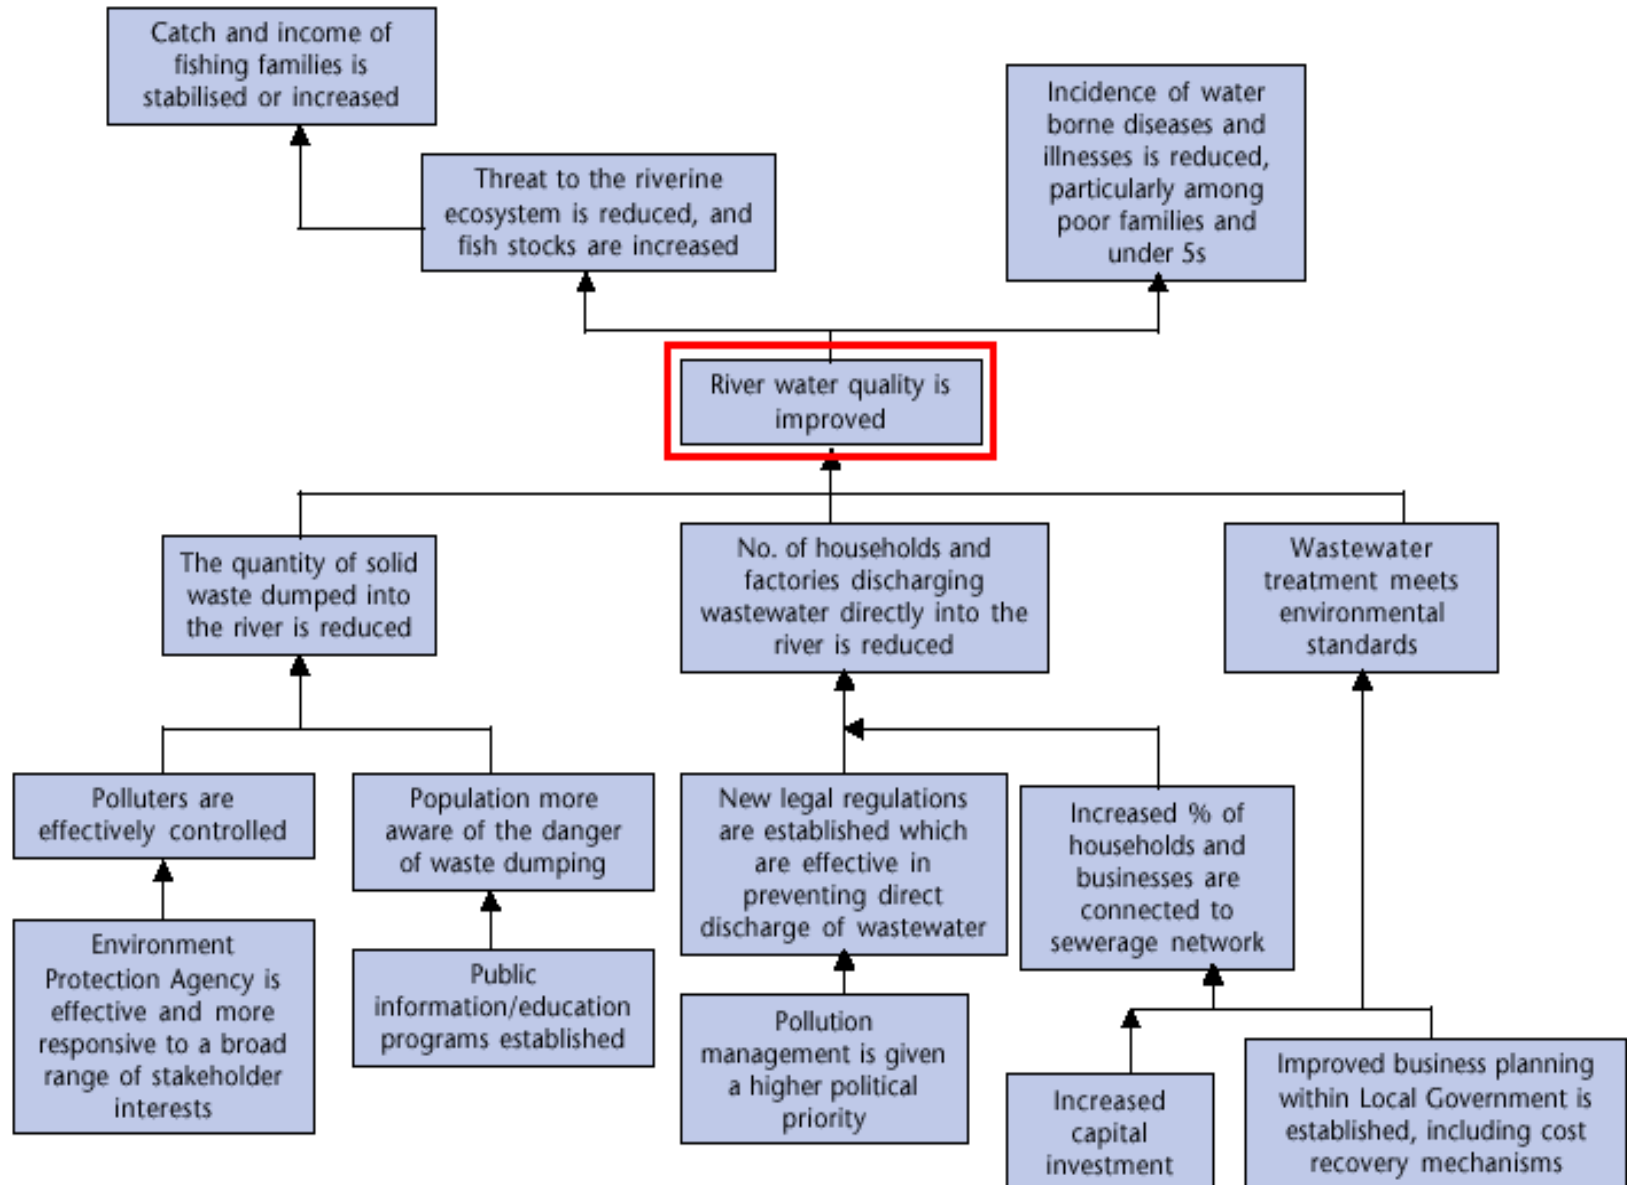 Catch and income of
fishing families is
stabilised or increased
Threat to the riverine
ecosystem is reduced, and
fish stocks are increased
Incidence of water
borne diseases and
illnesses is reduced,
particularly among
poor families and
under 5s
River water quality is
improved
The quantity of solid
waste dumped into
the river is reduced
No. of households and
factories discharging
wastewater directly into the
river is reduced
Wastewater
treatment meets
environmental
standards
Polluters are
effectively controlled
Population more
aware of the danger
of waste dumping
New legal regulations
are established which
are effective in
preventing direct
discharge of wastewater
Increased % of
households and
businesses are
connected to
sewerage network
Environment
Protection Agency is
effective and more
responsive to a broad
range of stakeholder
interests
Public
information/education
programs established
Pollution
management is given
a higher political
priority
Increased
capital
investment
Improved business planning
within Local Government is
established, including cost
recovery mechanisms